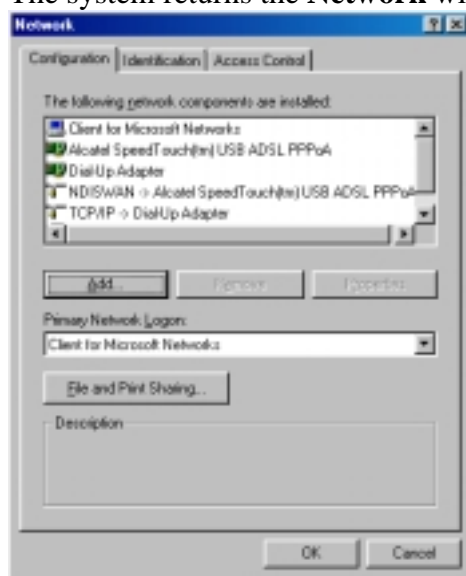 The system returns the Network wi
Network
Configuration Identification Access Control
The following network components are installed:
Client for Microsoft Networks
Alcatel SpeedTouch(tm) USB ADSL PPPoA
Dial-Up Adapter
NDISWAN -> Alcatel SpeedTouch(tm) USB ADSL PPPoA
TCP/IP -> Dial-Up Adapter
Add... Remove Properties
Primary Network Logon:
Client for Microsoft Networks
File and Print Sharing...
Description
OK Cancel